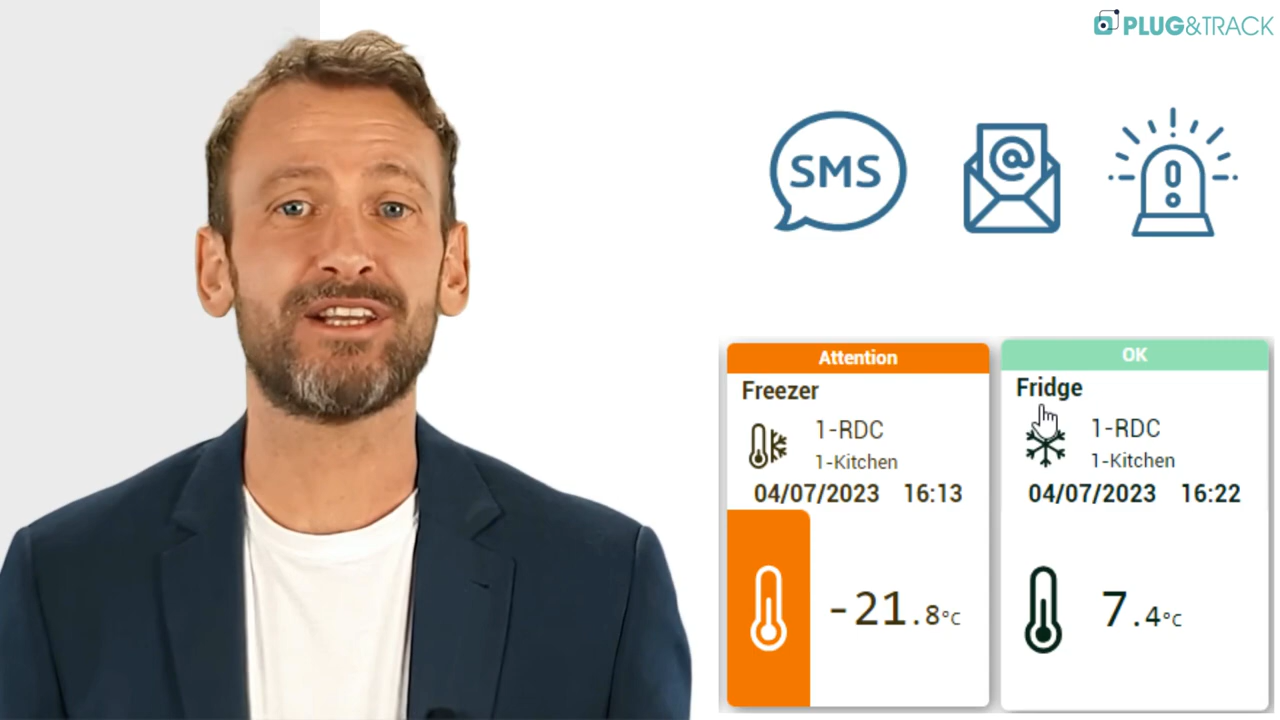 PLUG&TRACK
SMS
@
Attention
Freezer
1-RDC
1-Kitchen
04/07/2023 16:13
-21.8°C
OK
Fridge
1-RDC
1-Kitchen
04/07/2023 16:22
7.4°C